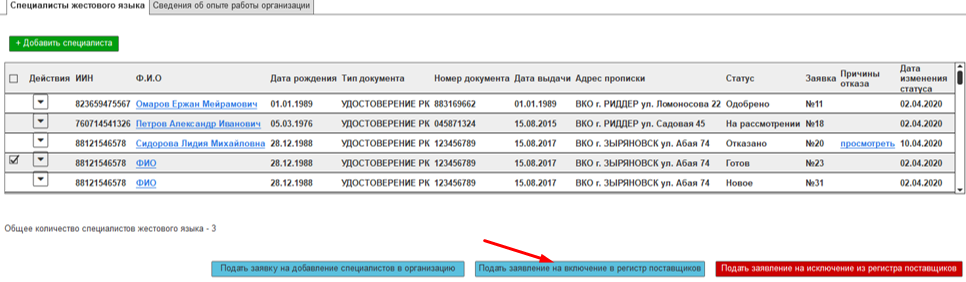 Специалисты жестового языка Сведения об опыте работы организации
+ Добавить специалиста
Действия ИИН Ф.И.О Дата рождения Тип документа Номер документа Дата выдачи Адрес прописки Статус Заявка Причины отказа Дата изменения статуса
823659475567 Омаров Ержан Мейрамович 01.01.1989 УДОСТОВЕРЕНИЕ РК 883169662 01.01.1989 ВКО г. РИДДЕР ул. Ломоносова 22 Одобрено №11 02.04.2020
760714541326 Петров Александр Иванович 05.03.1976 УДОСТОВЕРЕНИЕ РК 045871324 15.08.2015 ВКО г. РИДДЕР ул. Садовая 45 На рассмотрении №18 02.04.2020
88121546578 Сидорова Лидия Михайловна 28.12.1988 УДОСТОВЕРЕНИЕ РК 123456789 15.08.2017 ВКО г. ЗЫРЯНОВСК ул. Абая 74 Отказано №20 просмотреть 10.04.2020
88121546578 ФИО 28.12.1988 УДОСТОВЕРЕНИЕ РК 123456789 15.08.2017 ВКО г. ЗЫРЯНОВСК ул. Абая 74 Готов №23 02.04.2020
88121546578 ФИО 28.12.1988 УДОСТОВЕРЕНИЕ РК 123456789 15.08.2017 ВКО г. ЗЫРЯНОВСК ул. Абая 74 Новое №31 02.04.2020
Общее количество специалистов жестового языка - 3
Подать заявку на добавление специалистов в организацию Подать заявление на включение в регистр поставщиков Подать заявление на исключение из регистра поставщиков